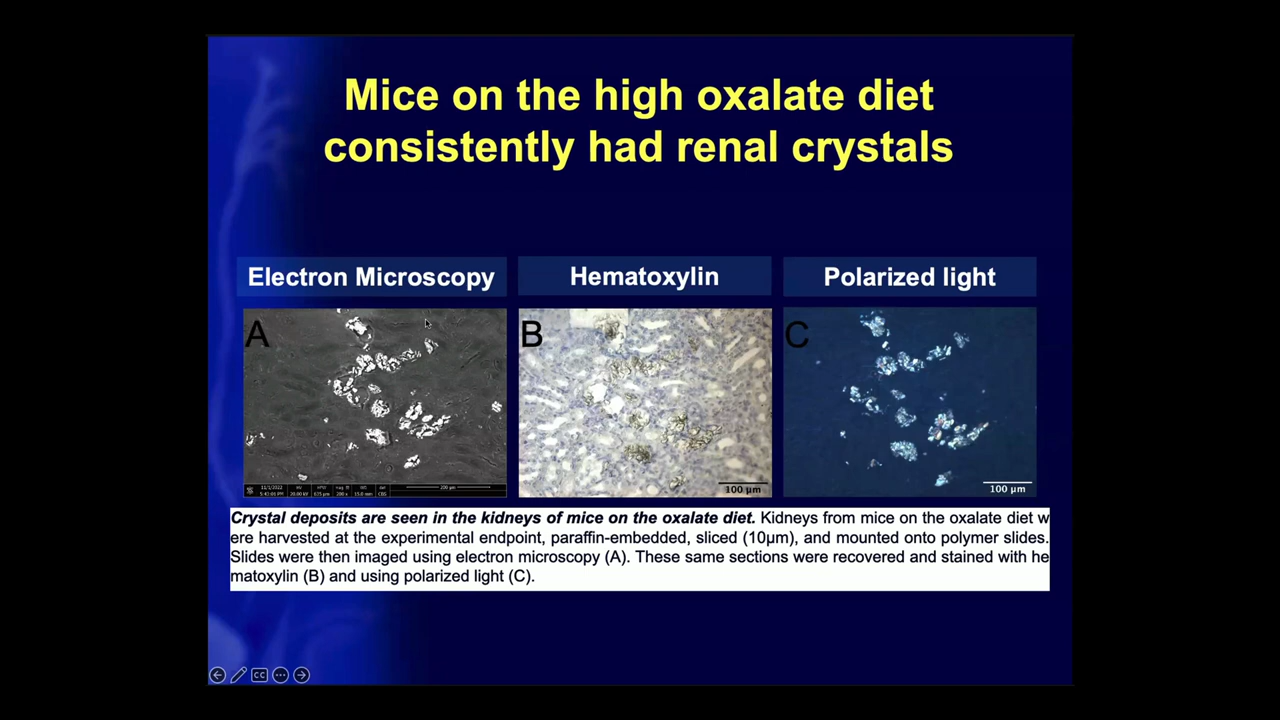 Mice on the high oxalate diet
consistently had renal crystals
Electron Microscopy
Hematoxylin
Polarized light
A
B
C
200 µm
100 µm
100 µm
Crystal deposits are seen in the kidneys of mice on the oxalate diet. Kidneys from mice on the oxalate diet w
ere harvested at the experimental endpoint, paraffin-embedded, sliced (10µm), and mounted onto polymer slides.
Slides were then imaged using electron microscopy (A). These same sections were recovered and stained with he
matoxylin (B) and using polarized light (C).
CC